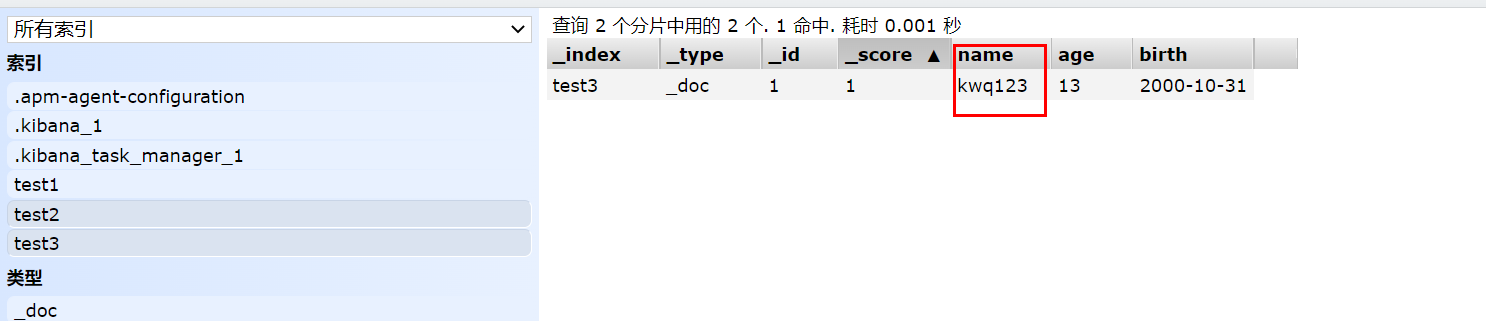 所有索引
索引
.apm-agent-configuration
.kibana_1
.kibana_task_manager_1
test1
test2
test3
类型
_doc
查询 2 个分片中用的 2 个. 1 命中. 耗时 0.001 秒
_index _type _id _score ▲ name age birth
test3 _doc 1 1 kwq123 13 2000-10-31